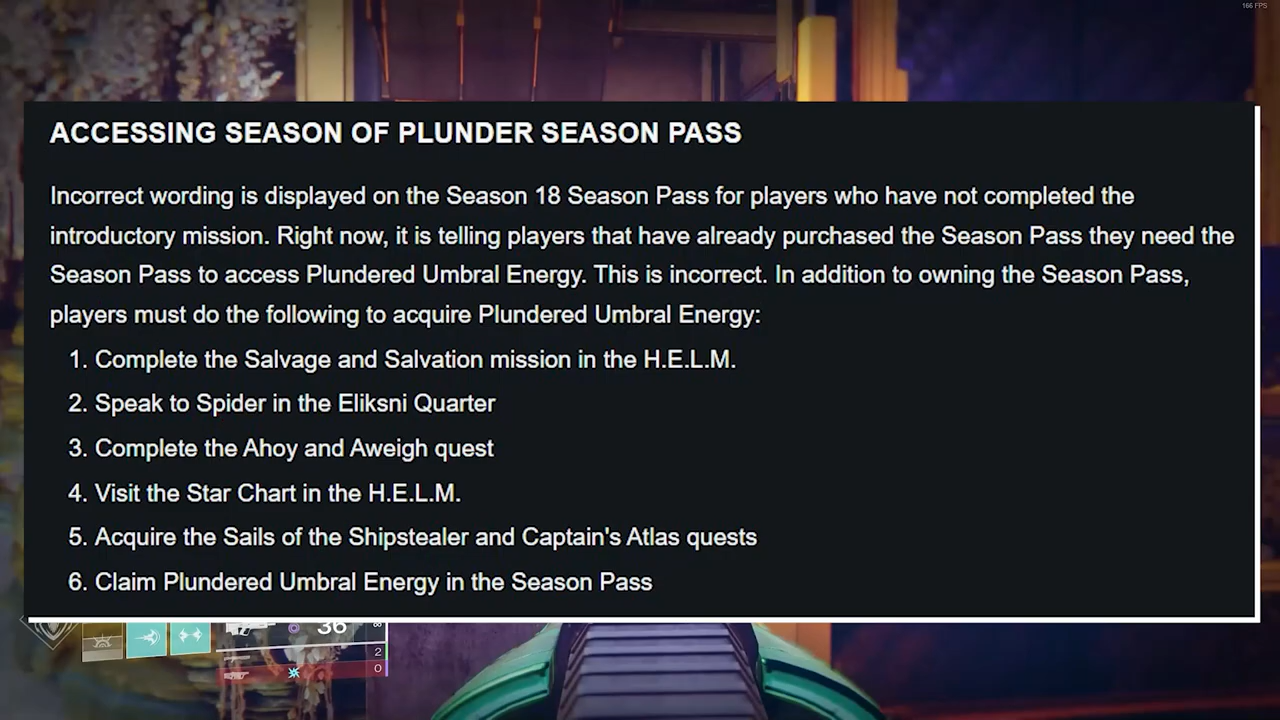 166 FPS
ACCESSING SEASON OF PLUNDER SEASON PASS
Incorrect wording is displayed on the Season 18 Season Pass for players who have not completed the
introductory mission. Right now, it is telling players that have already purchased the Season Pass they need the
Season Pass to access Plundered Umbral Energy. This is incorrect. In addition to owning the Season Pass,
players must do the following to acquire Plundered Umbral Energy:
1. Complete the Salvage and Salvation mission in the H.E.L.M.
2. Speak to Spider in the Eliksni Quarter
3. Complete the Ahoy and Aweigh quest
4. Visit the Star Chart in the H.E.L.M.
5. Acquire the Sails of the Shipstealer and Captain's Atlas quests
6. Claim Plundered Umbral Energy in the Season Pass
36 ∞
2
0